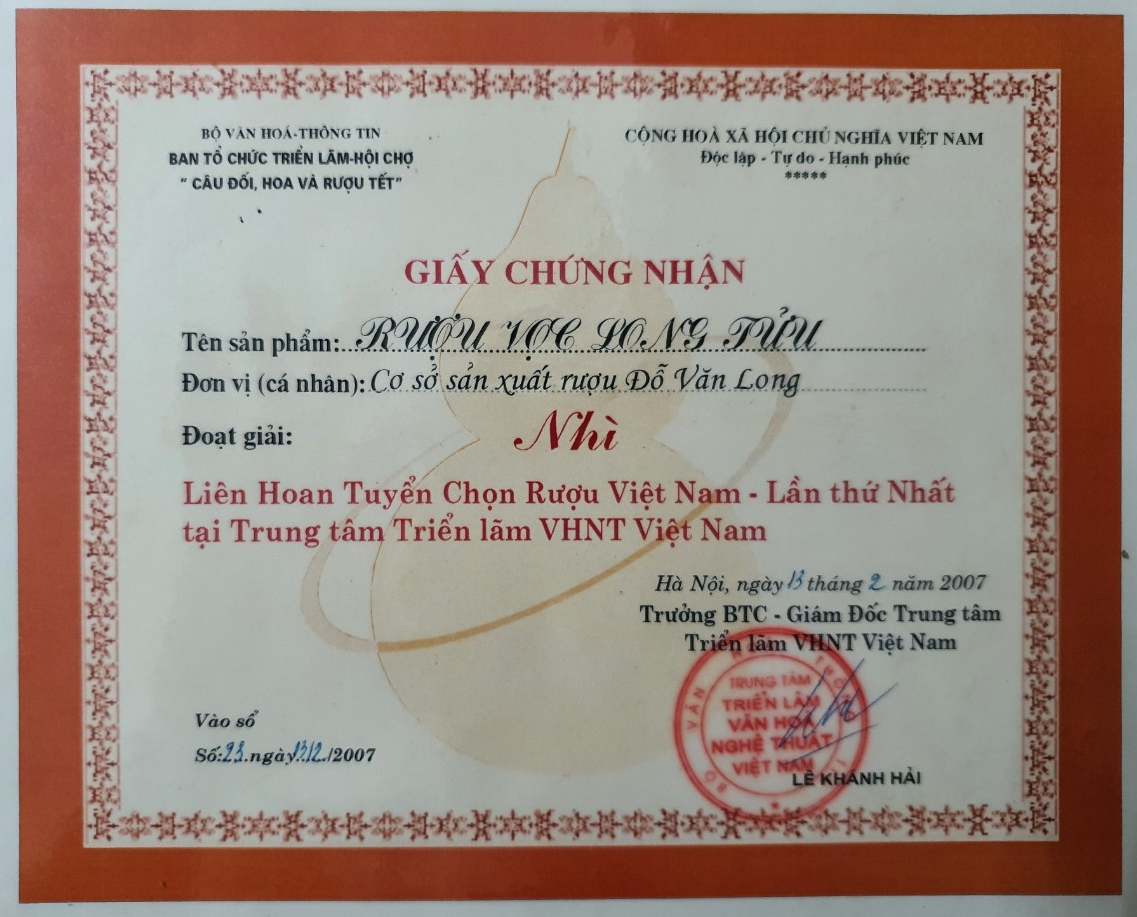 BỘ VĂN HOÁ-THÔNG TIN
BAN TỔ CHỨC TRIỂN LÃM-HỘI CHỢ
" CÂU ĐỐI, HOA VÀ RƯỢU TẾT"
CỘNG HOÀ XÃ HỘI CHỦ NGHĨA VIỆT NAM
Độc lập - Tự do - Hạnh phúc
*****
GIẤY CHỨNG NHẬN
Tên sản phẩm: RƯỢU VỌC LONG TỬU
Đơn vị (cá nhân): Cơ sở sản xuất rượu Đỗ Văn Long
Đoạt giải: Nhì
Liên Hoan Tuyển Chọn Rượu Việt Nam - Lần thứ Nhất
tại Trung tâm Triển lãm VHNT Việt Nam
Hà Nội, ngày 13 tháng 2 năm 2007
Trưởng BTC - Giám Đốc Trung tâm
Triển lãm VHNT Việt Nam
TRUNG TÂM
TRIỂN LÃM
VĂN HOÁ
NGHỆ THUẬT
VIỆT NAM
LÊ KHÁNH HẢI
Vào sổ
Số: 23 .ngày 13/2./2007